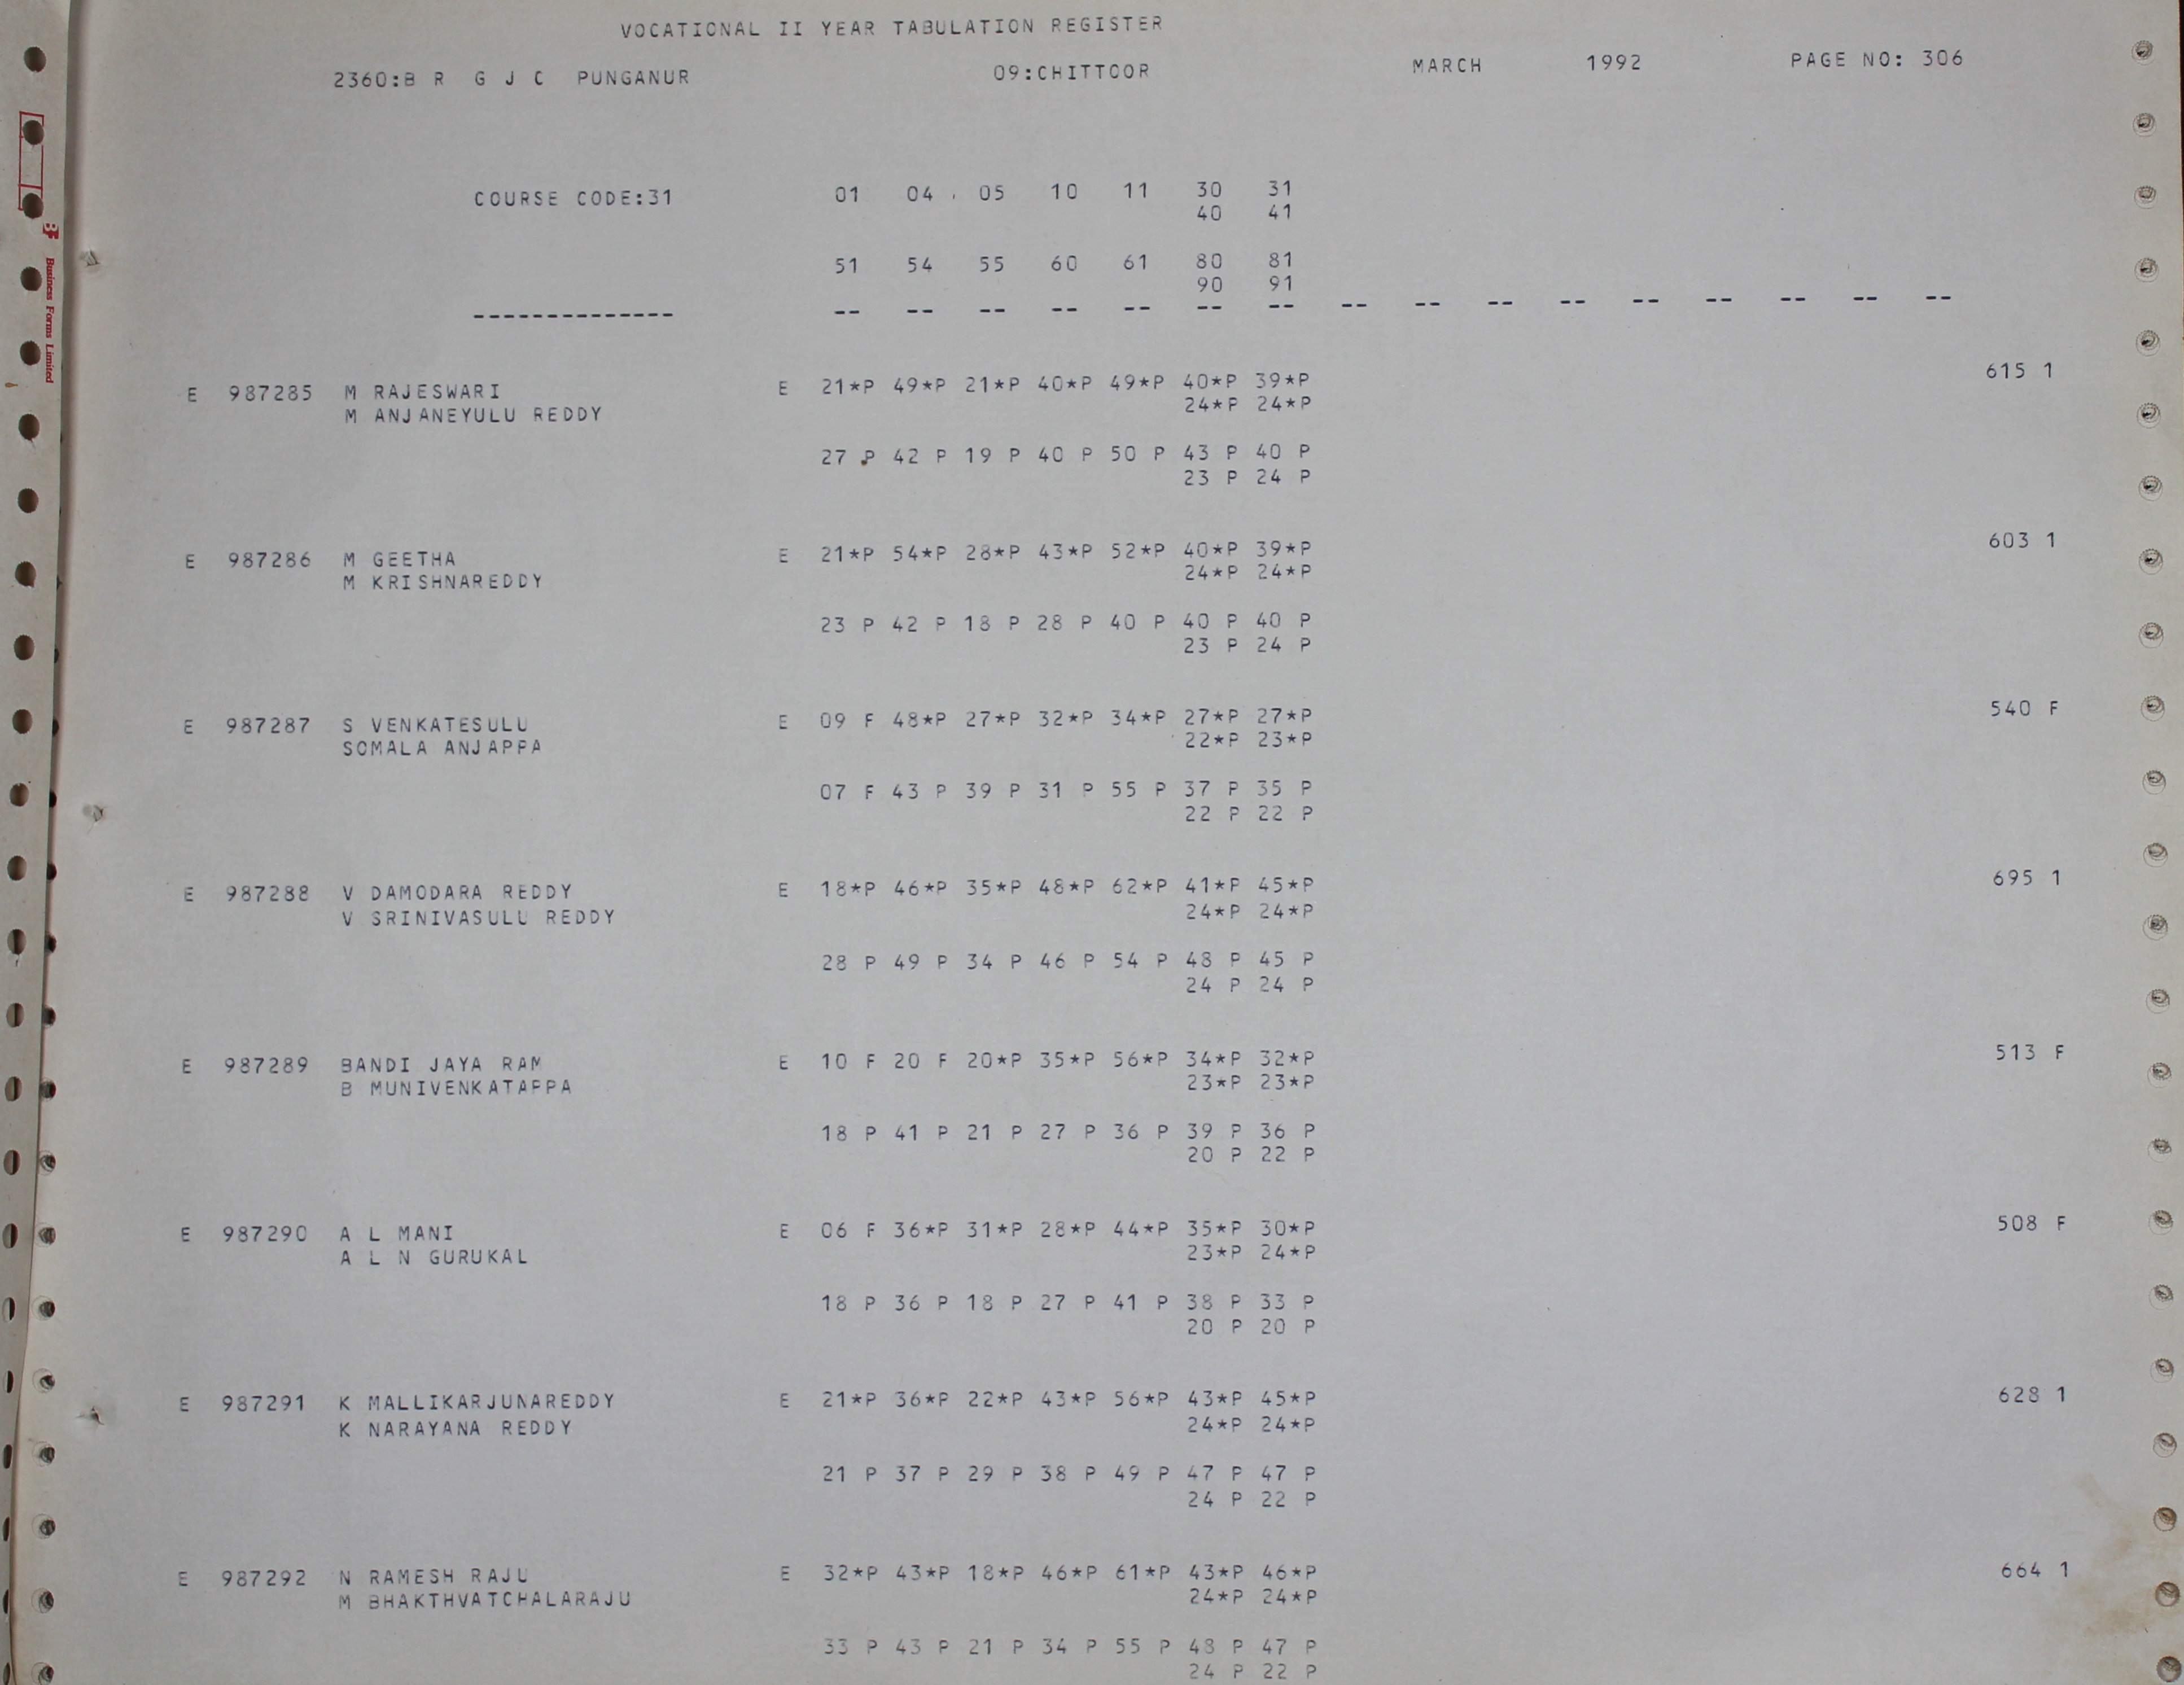 VOCATIONAL II YEAR TABULATION REGISTER
2360:B R G J C PUNGANUR 09:CHITTOOR MARCH 1992 PAGE NO: 306
Business Forms Limited
COURSE CODE:31 01 04 05 10 11 30 31
40 41
51 54 55 60 61 80 81
90 91
-------------- -- -- -- -- -- -- -- -- -- -- -- -- -- -- -- --
E 987285 M RAJESWARI E 21*P 49*P 21*P 40*P 49*P 40*P 39*P 615 1
M ANJANEYULU REDDY 24*P 24*P
27 P 42 P 19 P 40 P 50 P 43 P 40 P
23 P 24 P
E 987286 M GEETHA E 21*P 54*P 28*P 43*P 52*P 40*P 39*P 603 1
M KRISHNAREDDY 24*P 24*P
23 P 42 P 18 P 28 P 40 P 40 P 40 P
23 P 24 P
E 987287 S VENKATESULU E 09 F 48*P 27*P 32*P 34*P 27*P 27*P 540 F
SOMALA ANJAPPA 22*P 23*P
07 F 43 P 39 P 31 P 55 P 37 P 35 P
22 P 22 P
E 987288 V DAMODARA REDDY E 18*P 46*P 35*P 48*P 62*P 41*P 45*P 695 1
V SRINIVASULU REDDY 24*P 24*P
28 P 49 P 34 P 46 P 54 P 48 P 45 P
24 P 24 P
E 987289 BANDI JAYA RAM E 10 F 20 F 20*P 35*P 56*P 34*P 32*P 513 F
B MUNIVENKATAPPA 23*P 23*P
18 P 41 P 21 P 27 P 36 P 39 P 36 P
20 P 22 P
E 987290 A L MANI E 06 F 36*P 31*P 28*P 44*P 35*P 30*P 508 F
A L N GURUKAL 23*P 24*P
18 P 36 P 18 P 27 P 41 P 38 P 33 P
20 P 20 P
E 987291 K MALLIKARJUNAREDDY E 21*P 36*P 22*P 43*P 56*P 43*P 45*P 628 1
K NARAYANA REDDY 24*P 24*P
21 P 37 P 29 P 38 P 49 P 47 P 47 P
24 P 22 P
E 987292 N RAMESH RAJU E 32*P 43*P 18*P 46*P 61*P 43*P 46*P 664 1
M BHAKTHVATCHALARAJU 24*P 24*P
33 P 43 P 21 P 34 P 55 P 48 P 47 P
24 P 22 P